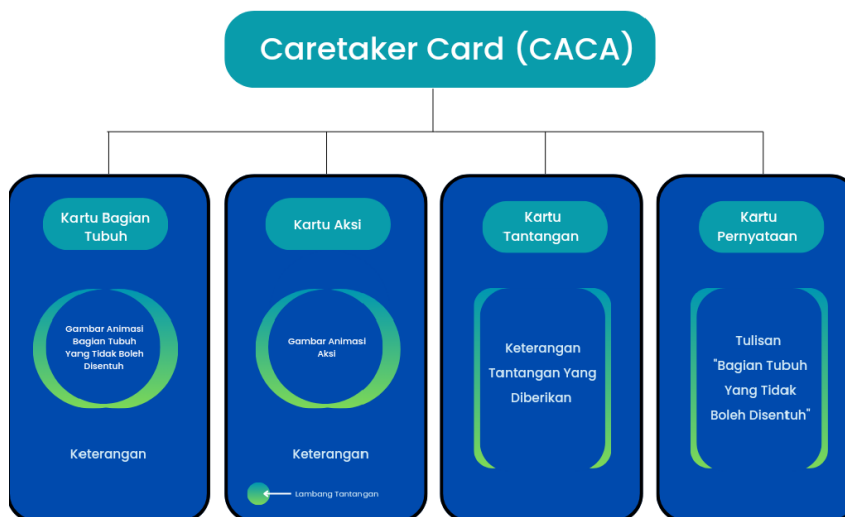 Caretaker Card (CACA)
Kartu Bagian
Tubuh
Gambar Animasi
Bagian Tubuh
Yang Tidak Boleh
Disentuh
Keterangan
Kartu Aksi
Gambar Animasi
Aksi
Keterangan
Lambang Tantangan
Kartu
Tantangan
Keterangan
Tantangan Yang
Diberikan
Kartu
Pernyataan
Tulisan
"Bagian Tubuh
Yang Tidak
Boleh Disentuh"